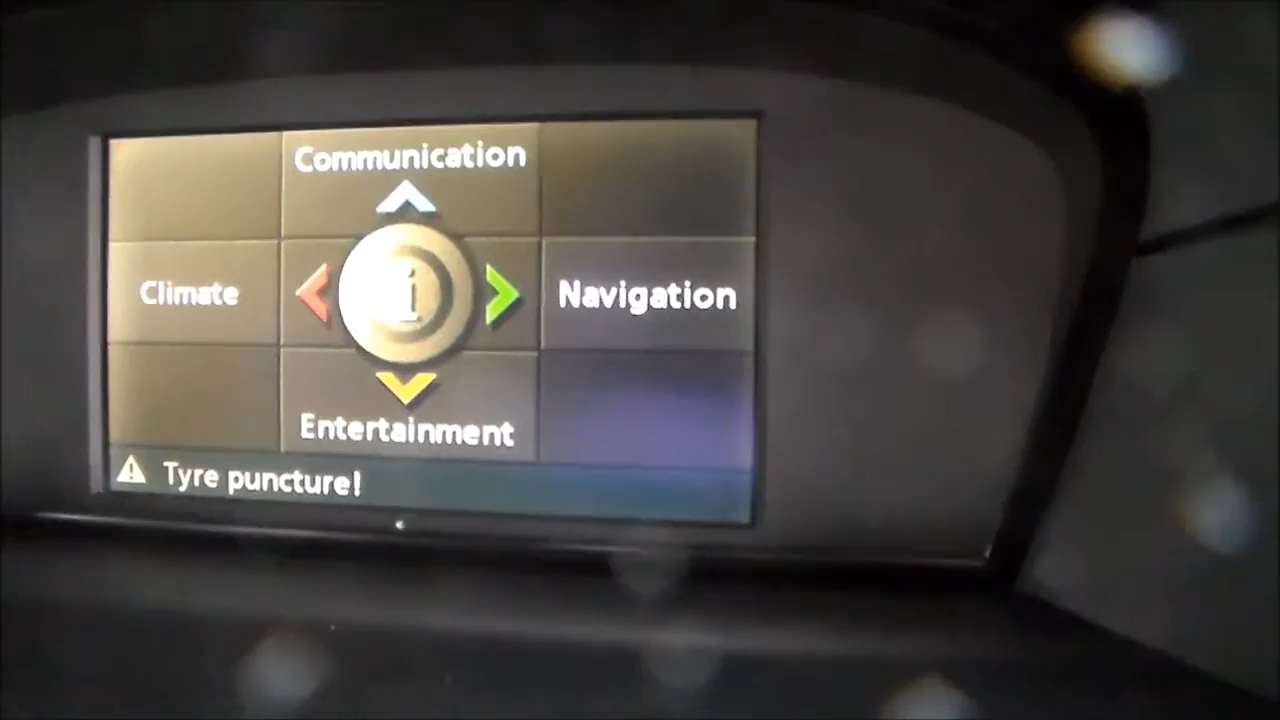 Communication
Climate
i
Navigation
Entertainment
Tyre puncture!